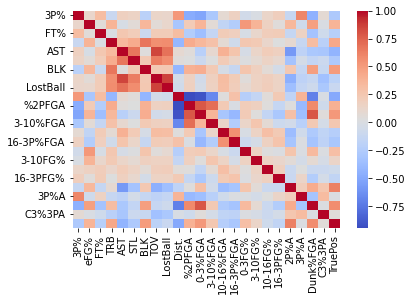 3P%
FT%
AST
BLK
LostBall
%2PFGA
3-10%FGA
16-3P%FGA
3-10FG%
16-3PFG%
3P%A
C3%3PA
3P%
eFG%
FT%
TRB
AST
STL
BLK
TOV
LostBall
Dist.
%2PFGA
0-3%FGA
3-10%FGA
10-16%FGA
16-3P%FGA
0-3FG%
3-10FG%
10-16FG%
16-3PFG%
2P%A
3P%A
Dunk%FGA
C3%3PA
TruePos
1.00
0.75
0.50
0.25
0.00
−0.25
−0.50
−0.75